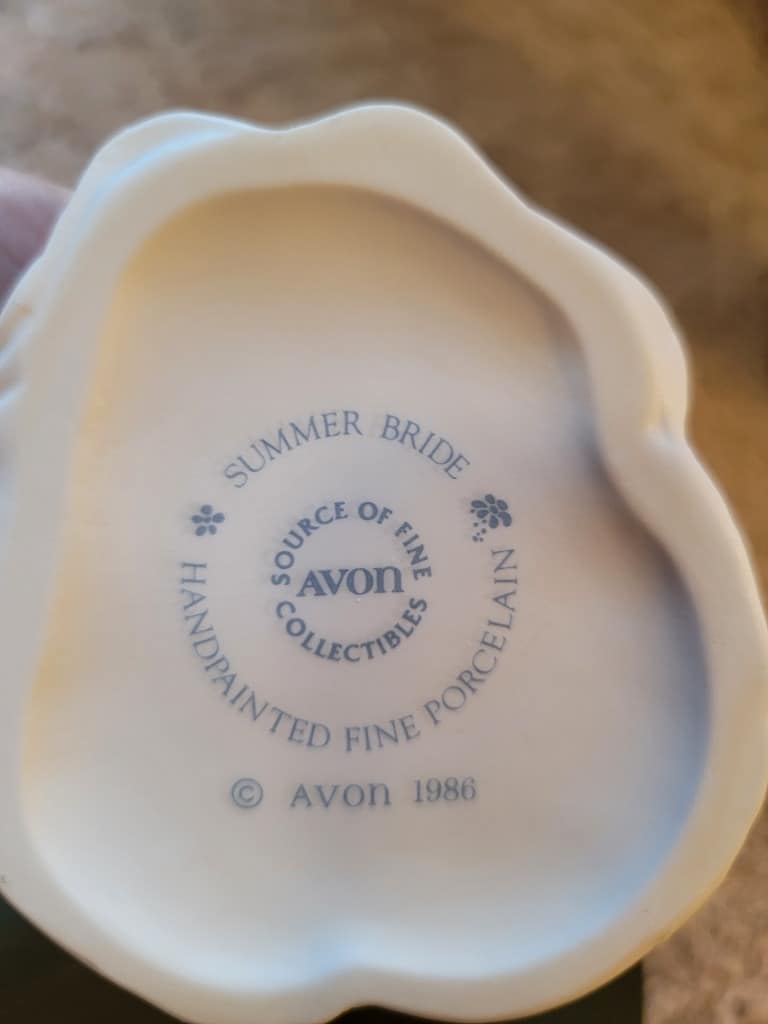 SUMMER BRIDE
HANDPAINTED FINE PORCELAIN
SOURCE OF FINE
AVON
COLLECTIBLES
© AVON 1986